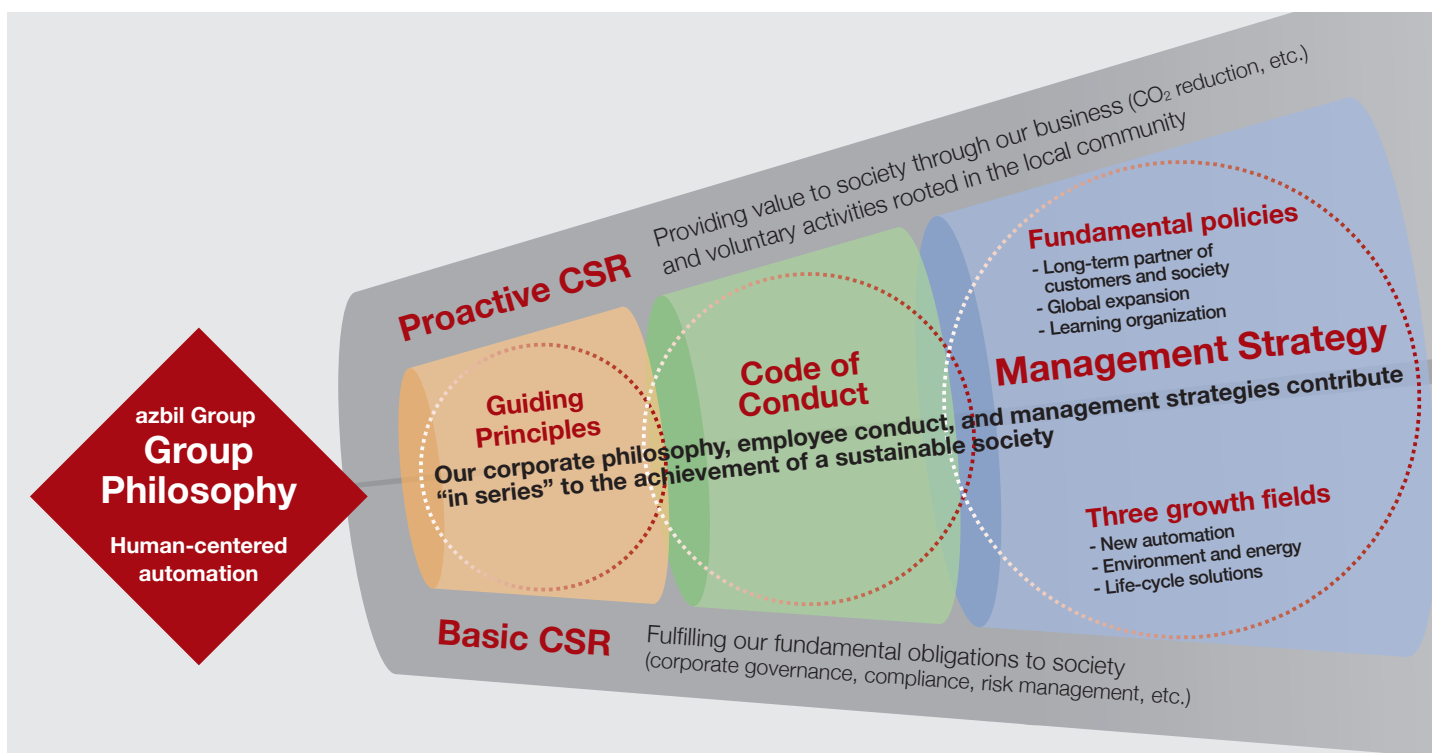 azbil Group
Group
Philosophy
Human-centered
automation
Proactive CSR
Providing value to society through our business (CO₂ reduction, etc.)
and voluntary activities rooted in the local community
Guiding
Principles
Code of
Conduct
Fundamental policies
- Long-term partner of
customers and society
- Global expansion
- Learning organization
Management Strategy
Our corporate philosophy, employee conduct, and management strategies contribute
“in series” to the achievement of a sustainable society
Three growth fields
- New automation
- Environment and energy
- Life-cycle solutions
Basic CSR
Fulfilling our fundamental obligations to society
(corporate governance, compliance, risk management, etc.)